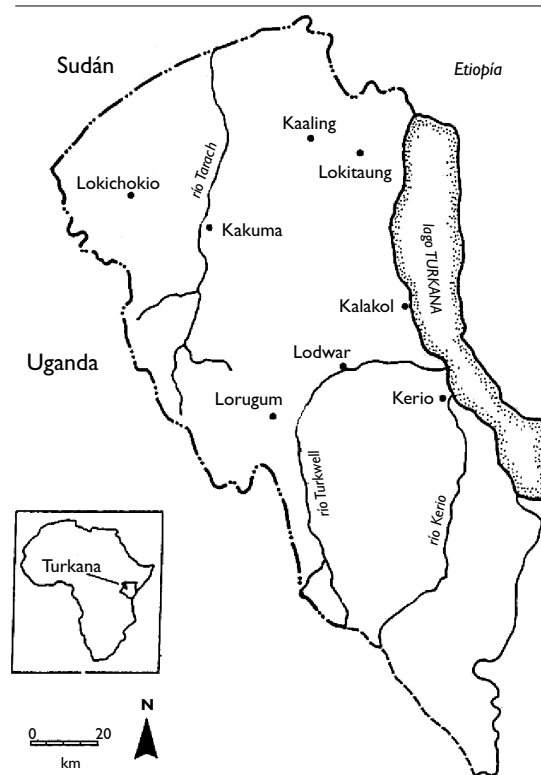 Sudán
Etiopía
Kaaling
Lokitaung
río Tarach
Lokichokio
Kakuma
lago TURKANA
Kalakol
Uganda
Lodwar
Kerio
Lorugum
río Turkwell
río Kerio
Turkana
N
0 20
km